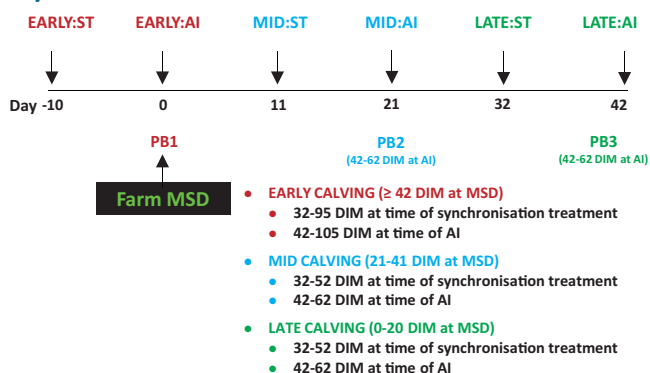 EARLY:ST EARLY:AI MID:ST MID:AI LATE:ST LATE:AI
Day -10 0 11 21 32 42
PB1 PB2 PB3
(42-62 DIM at AI) (42-62 DIM at AI)
Farm MSD
• EARLY CALVING (≥ 42 DIM at MSD)
• 32-95 DIM at time of synchronisation treatment
• 42-105 DIM at time of AI
• MID CALVING (21-41 DIM at MSD)
• 32-52 DIM at time of synchronisation treatment
• 42-62 DIM at time of AI
• LATE CALVING (0-20 DIM at MSD)
• 32-52 DIM at time of synchronisation treatment
• 42-62 DIM at time of AI